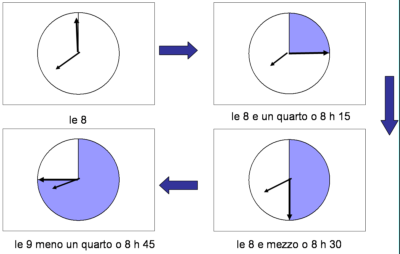 le 8
le 8 e un quarto o 8 h 15
le 8 e mezzo o 8 h 30
le 9 meno un quarto o 8 h 45